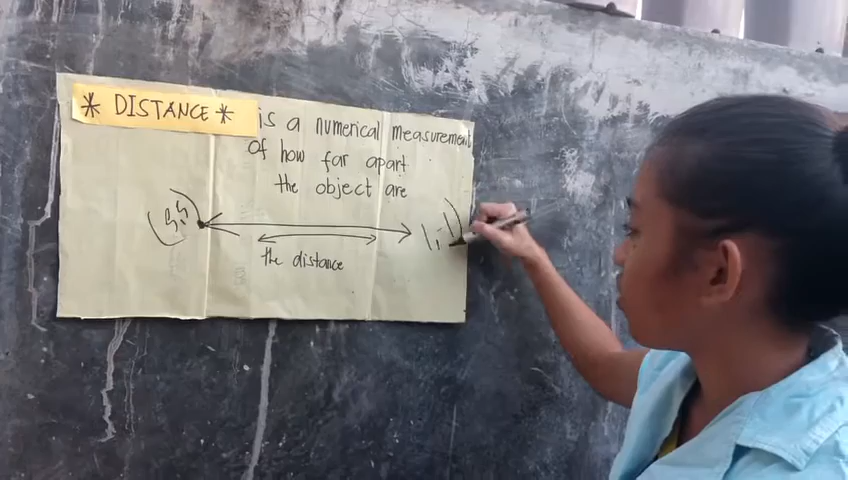 * DISTANCE * is a numerical measurement
of how far apart
the object are
the distance